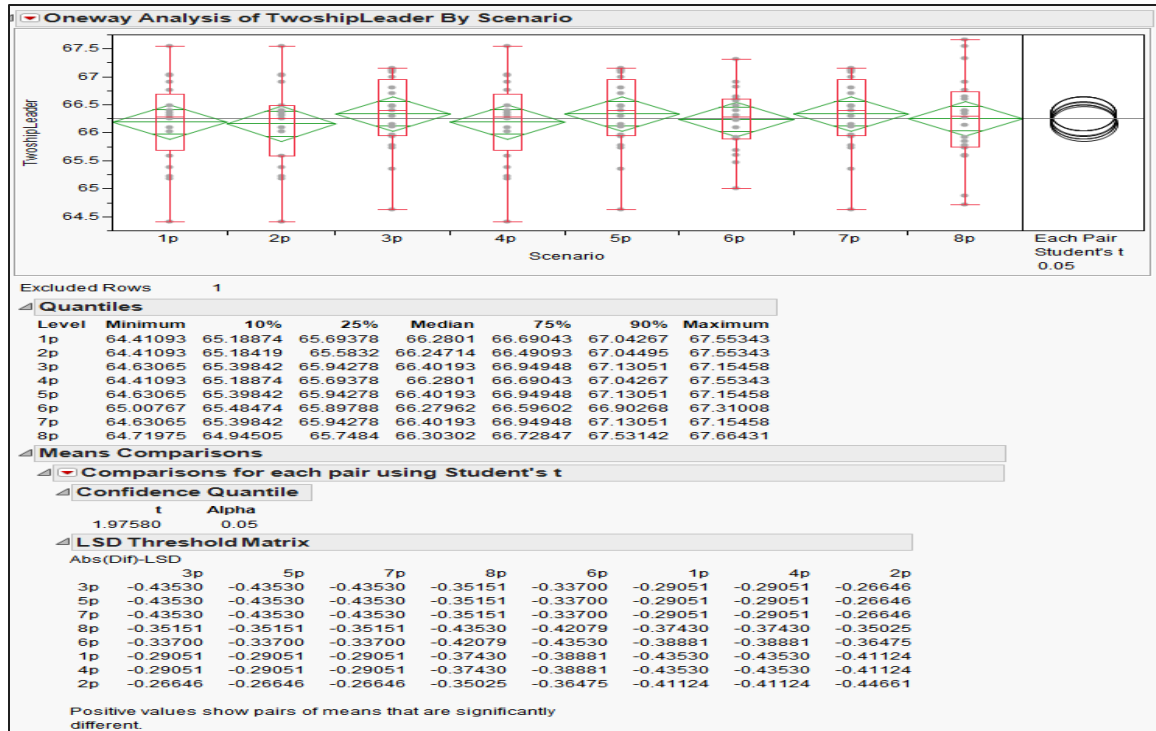 Oneway Analysis of TwoshipLeader By Scenario
67.5
67
66.5
66
65.5
65
64.5
TwoshipLeader
1p 2p 3p 4p 5p 6p 7p 8p
Scenario
Each Pair
Student's t
0.05
Excluded Rows 1
Quantiles
Level Minimum 10% 25% Median 75% 90% Maximum
1p 64.41093 65.18874 65.69378 66.2801 66.69043 67.04267 67.55343
2p 64.41093 65.18419 65.5832 66.24714 66.49093 67.04495 67.55343
3p 64.63065 65.39842 65.94278 66.40193 66.94948 67.13051 67.15458
4p 64.41093 65.18874 65.69378 66.2801 66.69043 67.04267 67.55343
5p 64.63065 65.39842 65.94278 66.40193 66.94948 67.13051 67.15458
6p 65.00767 65.48474 65.89788 66.27962 66.59602 66.90268 67.31008
7p 64.63065 65.39842 65.94278 66.40193 66.94948 67.13051 67.15458
8p 64.71975 64.94505 65.7484 66.30302 66.72847 67.53142 67.66431
Means Comparisons
Comparisons for each pair using Student's t
Confidence Quantile
t Alpha
1.97580 0.05
LSD Threshold Matrix
Abs(Dif)-LSD
3p 5p 7p 8p 6p 1p 4p 2p
3p -0.43530 -0.43530 -0.43530 -0.35151 -0.33700 -0.29051 -0.29051 -0.26646
5p -0.43530 -0.43530 -0.43530 -0.35151 -0.33700 -0.29051 -0.29051 -0.26646
7p -0.43530 -0.43530 -0.43530 -0.35151 -0.33700 -0.29051 -0.29051 -0.26646
8p -0.35151 -0.35151 -0.35151 -0.43530 -0.42079 -0.37430 -0.37430 -0.35025
6p -0.33700 -0.33700 -0.33700 -0.42079 -0.43530 -0.38881 -0.38881 -0.36475
1p -0.29051 -0.29051 -0.29051 -0.37430 -0.38881 -0.43530 -0.43530 -0.41124
4p -0.29051 -0.29051 -0.29051 -0.37430 -0.38881 -0.43530 -0.43530 -0.41124
2p -0.26646 -0.26646 -0.26646 -0.35025 -0.36475 -0.41124 -0.41124 -0.44661
Positive values show pairs of means that are significantly
different.